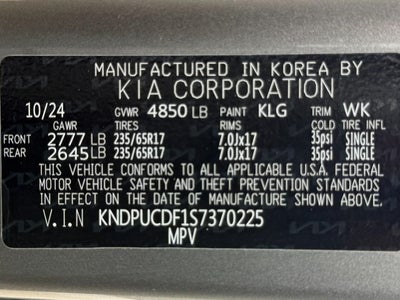 MANUFACTURED IN KOREA BY
KIA CORPORATION
10/24 GVWR 4850 LB PAINT KLG TRIM WK
GAWR TIRES RIMS COLD TIRE INFL
FRONT 2777 LB 235/65R17 7.0Jx17 35psi SINGLE
REAR 2645 LB 235/65R17 7.0Jx17 35psi SINGLE
THIS VEHICLE CONFORMS TO ALL APPLICABLE U.S.A. FEDERAL
MOTOR VEHICLE SAFETY AND THEFT PREVENTION STANDARDS
IN EFFECT ON THE DATE OF MANUFACTURE SHOWN ABOVE.
V.I.N KNDPUCDF1S7370225
MPV